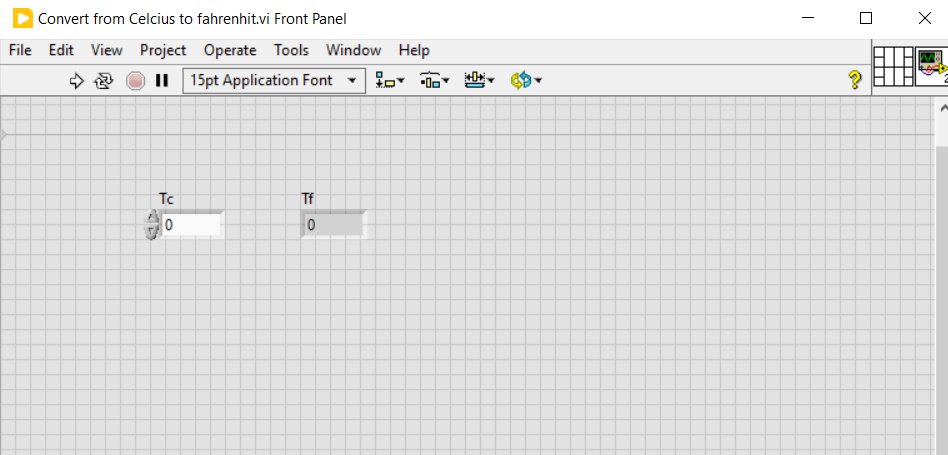 Convert from Celcius to fahrenhit.vi Front Panel
File Edit View Project Operate Tools Window Help
15pt Application Font ?
Tc Tf
0 0